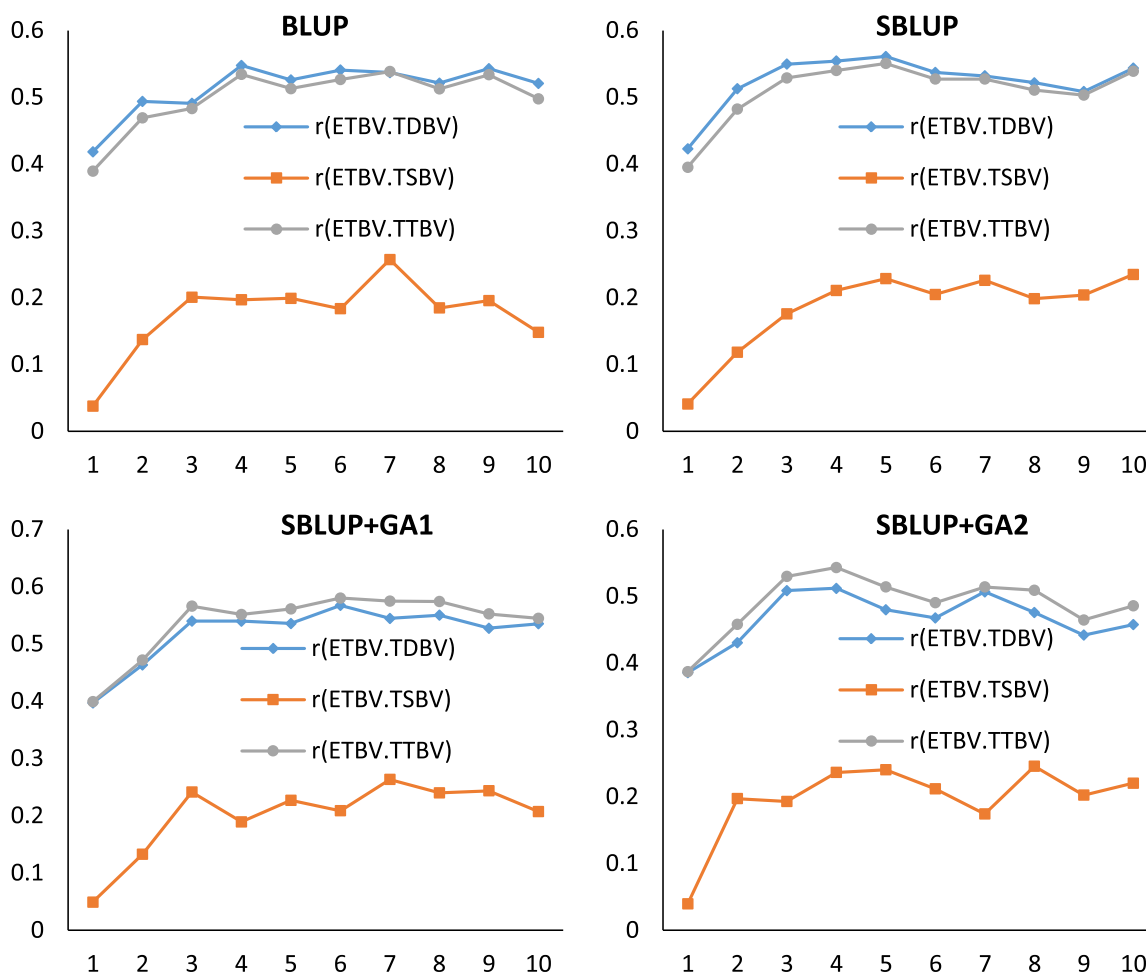 BLUP
0.6
0.5
0.4
0.3
0.2
0.1
0
r(ETBV.TDBV)
r(ETBV.TSBV)
r(ETBV.TTBV)
1 2 3 4 5 6 7 8 9 10
SBLUP
0.6
0.5
0.4
0.3
0.2
0.1
0
r(ETBV.TDBV)
r(ETBV.TSBV)
r(ETBV.TTBV)
1 2 3 4 5 6 7 8 9 10
SBLUP+GA1
0.7
0.6
0.5
0.4
0.3
0.2
0.1
0
r(ETBV.TDBV)
r(ETBV.TSBV)
r(ETBV.TTBV)
1 2 3 4 5 6 7 8 9 10
SBLUP+GA2
0.6
0.5
0.4
0.3
0.2
0.1
0
r(ETBV.TDBV)
r(ETBV.TSBV)
r(ETBV.TTBV)
1 2 3 4 5 6 7 8 9 10